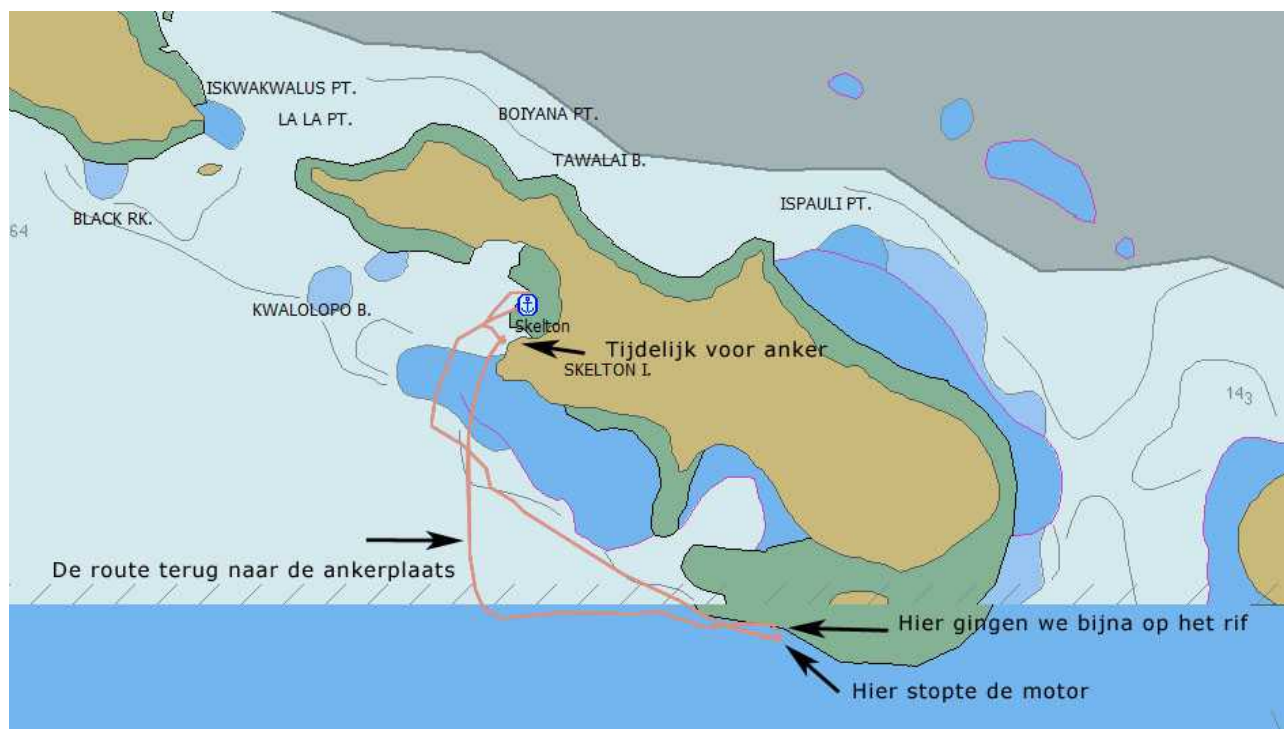 ISKWAKWALUS PT.
LA LA PT.
BOIYANA PT.
TAWALAI B.
ISPAULI PT.
BLACK RK.
64
KWALOLOPO B.
Skelton
Tijdelijk voor anker
SKELTON I.
14₃
De route terug naar de ankerplaats
Hier gingen we bijna op het rif
Hier stopte de motor